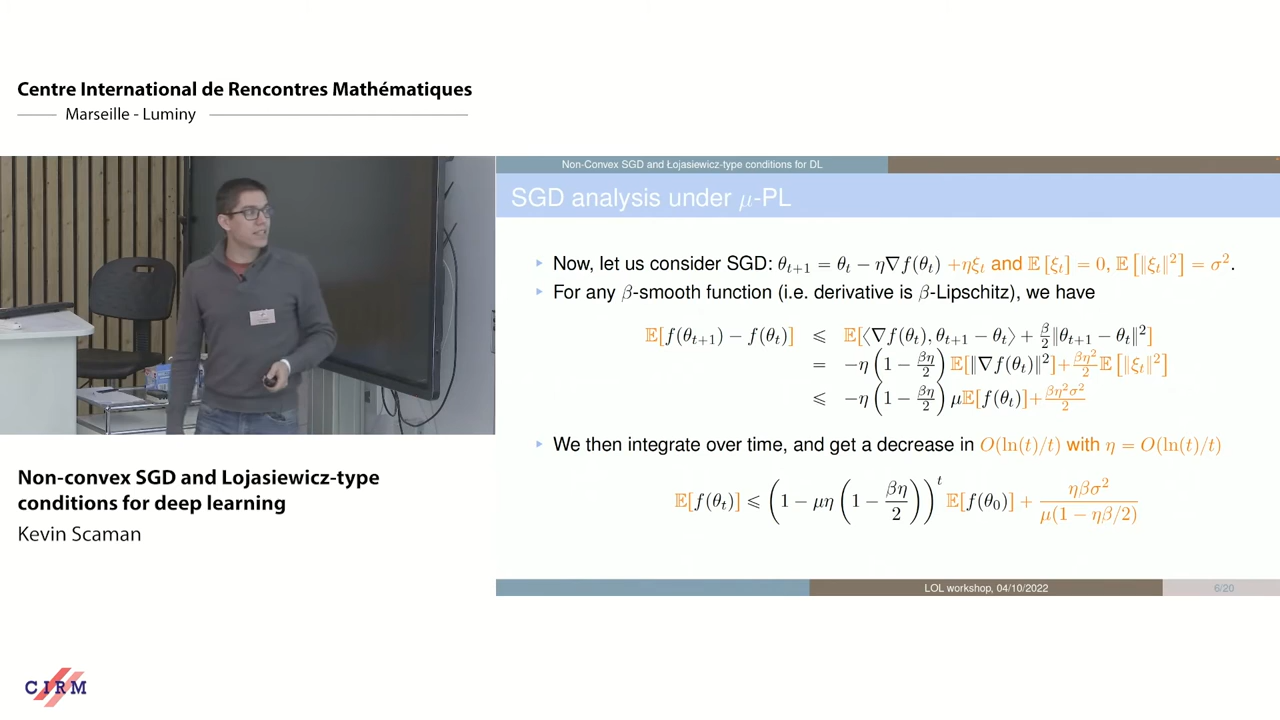 Centre International de Rencontres Mathématiques
Marseille - Luminy
Non-Convex SGD and Łojasiewicz-type conditions for DL
SGD analysis under μ-PL
Now, let us consider SGD: θ_{t+1} = θ_t − η∇f(θ_t) +ηξ_t and 𝔼[ξ_t] = 0, 𝔼[‖ξ_t‖²] = σ².
For any β-smooth function (i.e. derivative is β-Lipschitz), we have
𝔼[f(θ_{t+1}) − f(θ_t)] ⩽ 𝔼[⟨∇f(θ_t), θ_{t+1} − θ_t⟩ + β/2 ‖θ_{t+1} − θ_t‖²]
= −η (1 − βη/2) 𝔼[‖∇f(θ_t)‖²] + βη²/2 𝔼[‖ξ_t‖²]
⩽ −η (1 − βη/2) μ𝔼[f(θ_t)] + βη²σ²/2
We then integrate over time, and get a decrease in O(ln(t)/t) with η = O(ln(t)/t)
𝔼[f(θ_t)] ⩽ (1 − μη (1 − βη/2))^t 𝔼[f(θ_0)] + ηβσ²/μ(1 − ηβ/2)
Non-convex SGD and Lojasiewicz-type
conditions for deep learning
Kevin Scaman
LOL workshop, 04/10/2022
6/20
CIRM